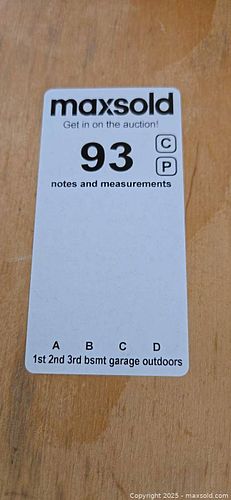 maxsold
Get in on the auction!
93
C
P
notes and measurements
A B C D
1st 2nd 3rd bsmt garage outdoors
Copyright 2025 - maxsold.com